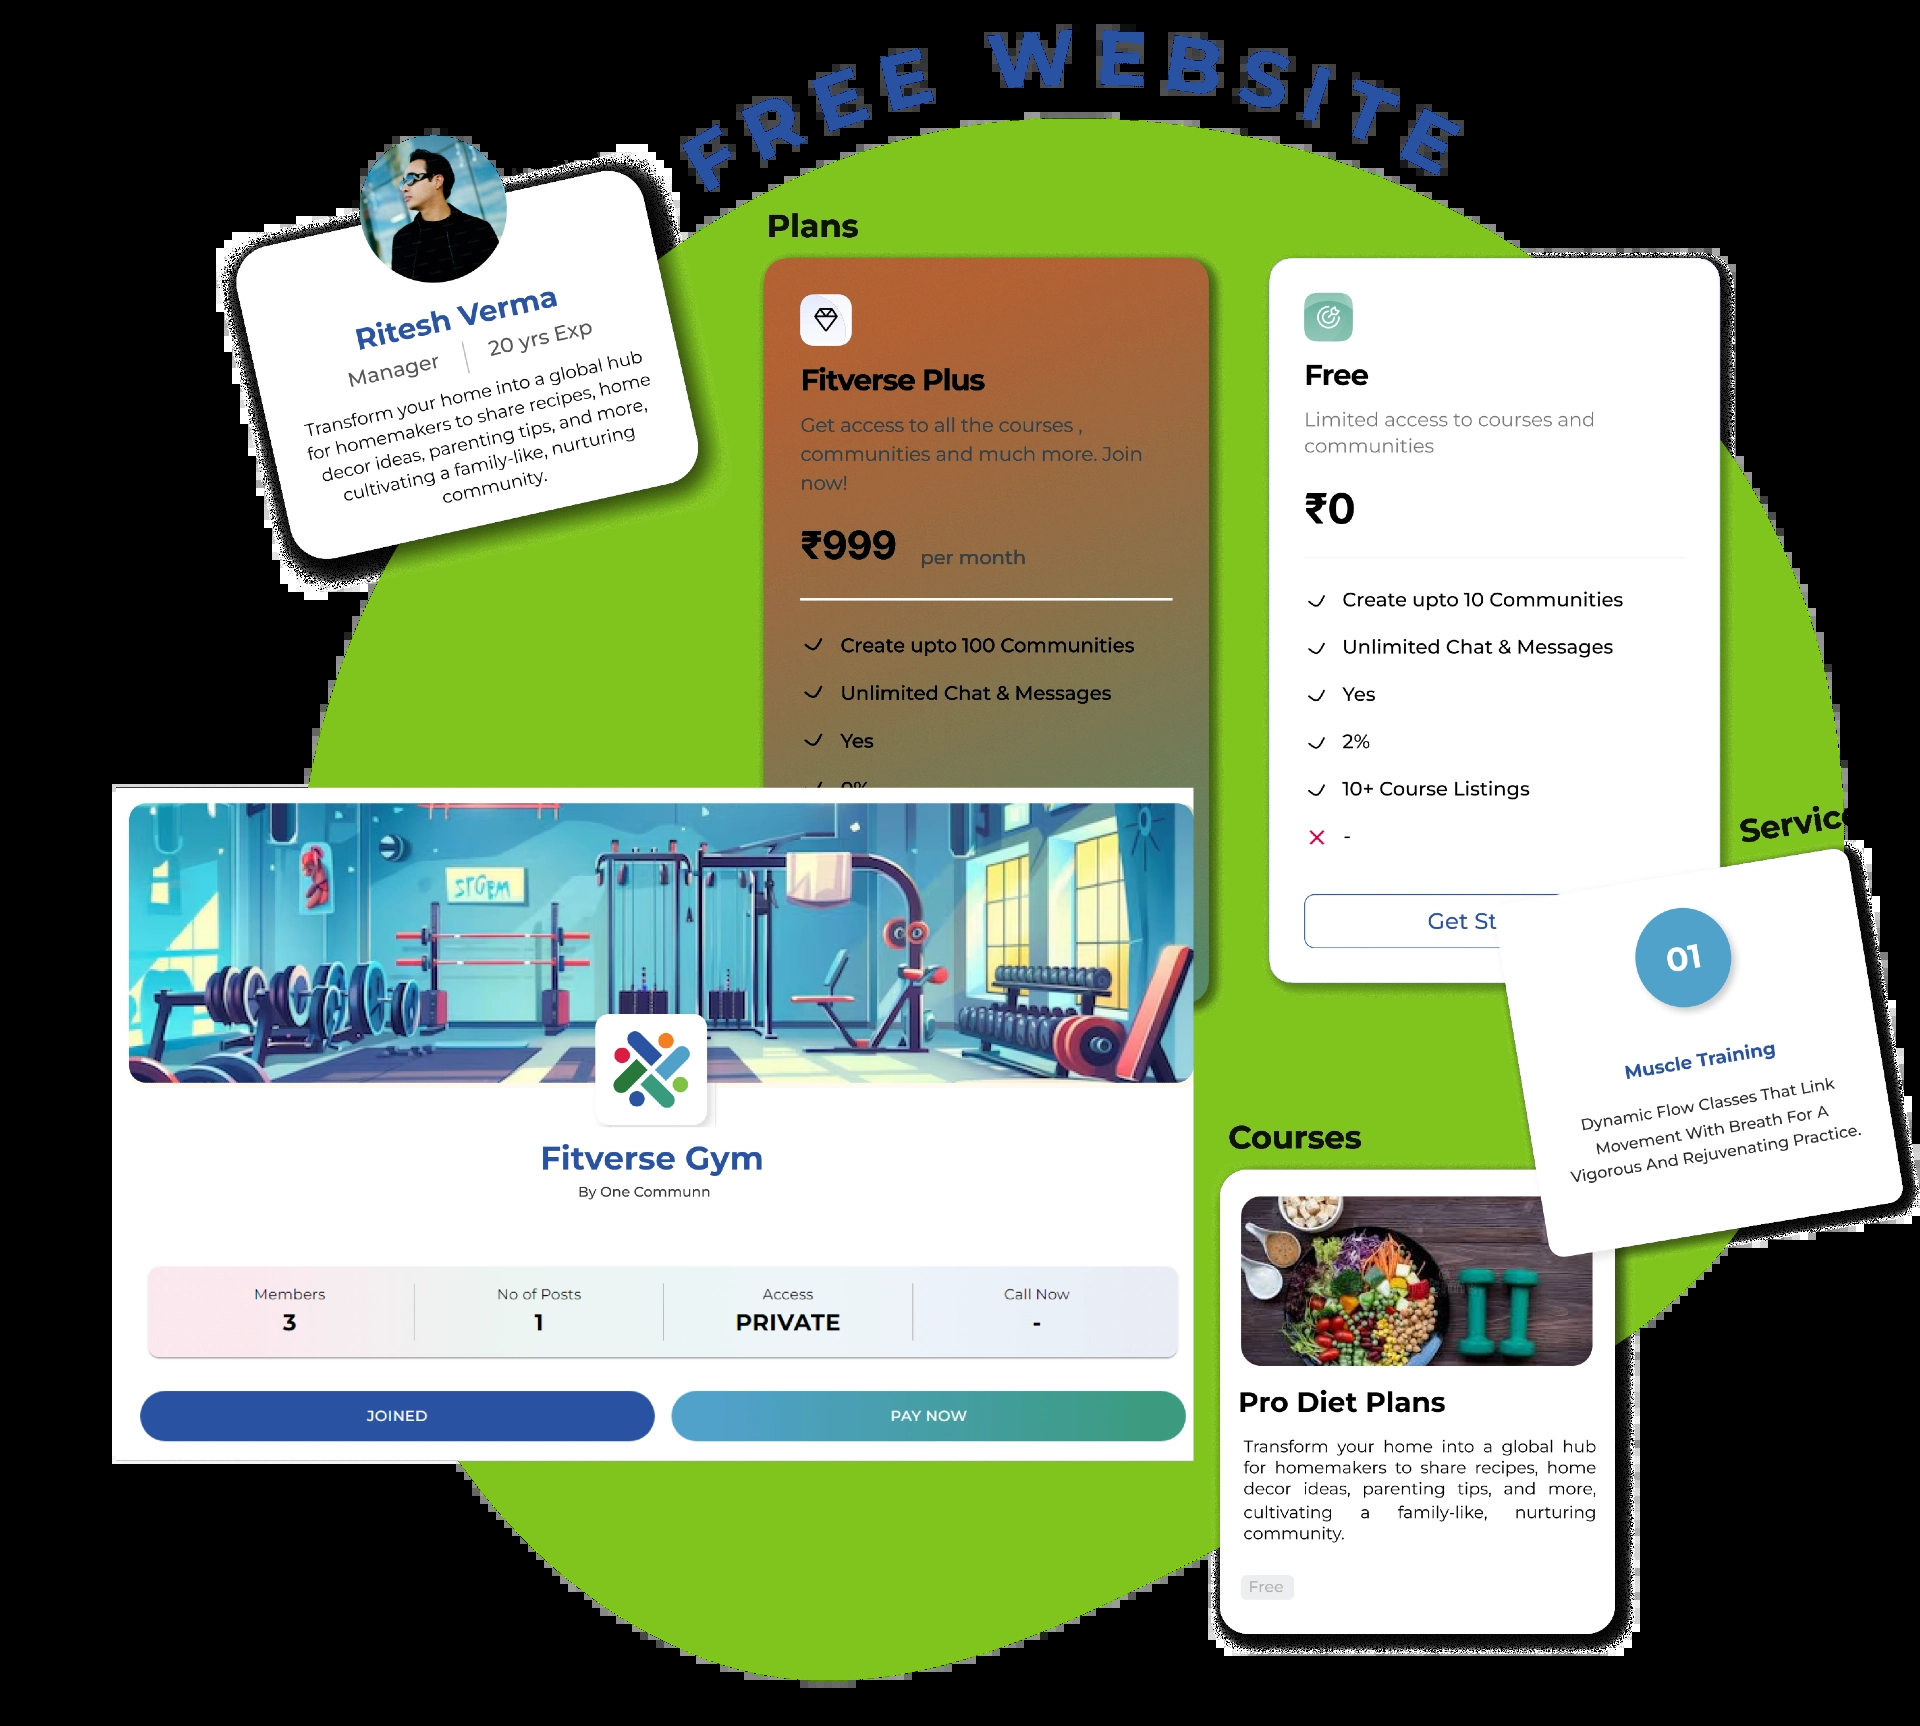 FREE WEBSITE
Ritesh Verma
Manager | 20 yrs Exp
Transform your home into a global hub
for homemakers to share recipes, home
decor ideas, parenting tips, and more,
cultivating a family-like, nurturing
community.
Plans
Fitverse Plus
Get access to all the courses ,
communities and much more. Join
now!
₹999 per month
Create upto 100 Communities
Unlimited Chat & Messages
Yes
0%
Free
Limited access to courses and
communities
₹0
Create upto 10 Communities
Unlimited Chat & Messages
Yes
2%
10+ Course Listings
-
Get St
Servic
01
Muscle Training
Dynamic Flow Classes That Link
Movement With Breath For A
Vigorous And Rejuvenating Practice.
Fitverse Gym
By One Communn
Members No of Posts Access Call Now
3 1 PRIVATE -
JOINED PAY NOW
Courses
Pro Diet Plans
Transform your home into a global hub
for homemakers to share recipes, home
decor ideas, parenting tips, and more,
cultivating a family-like, nurturing
community.
Free